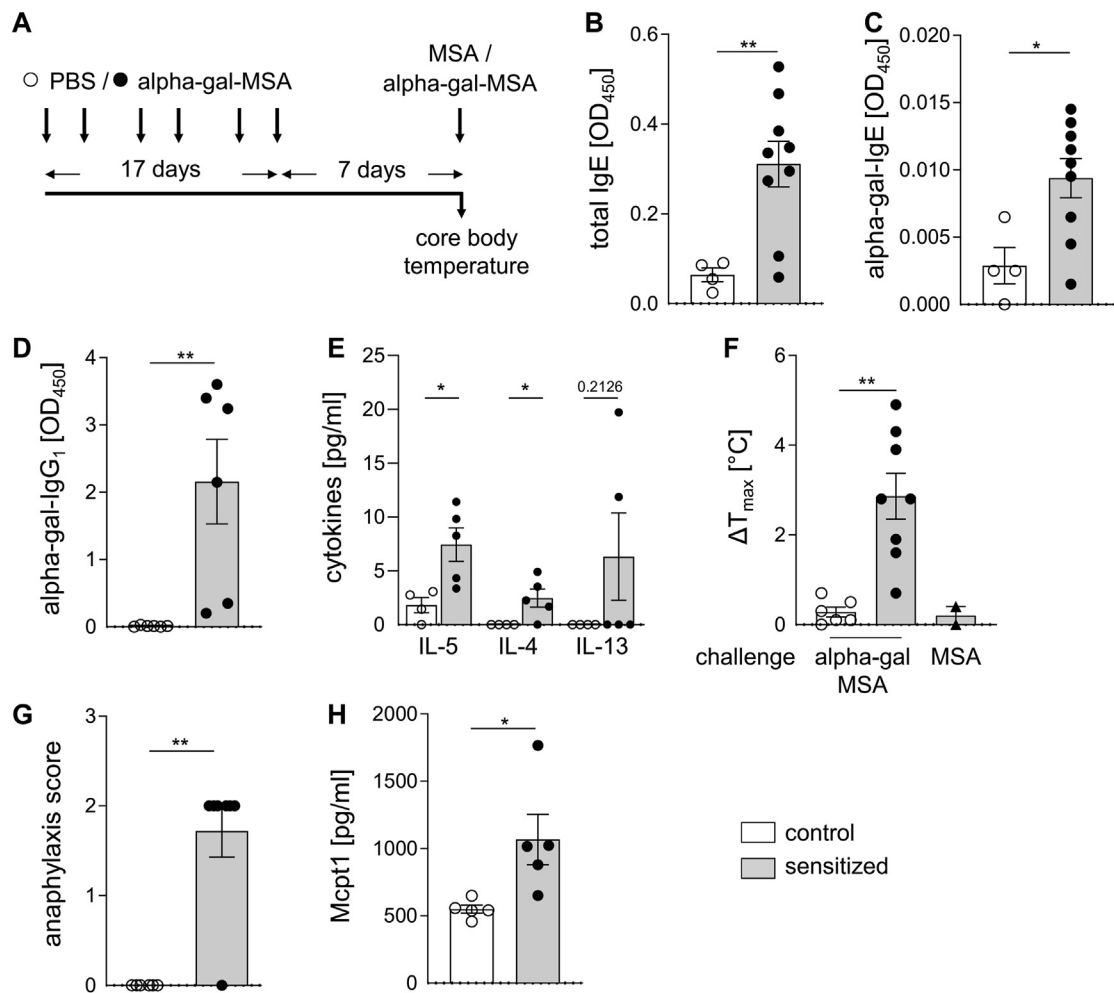 A
PBS / alpha-gal-MSA
MSA /
alpha-gal-MSA
17 days
7 days
core body
temperature
B
total IgE [OD450]
0.6
0.4
0.2
0.0
**
C
alpha-gal-IgE [OD450]
0.020
0.015
0.010
0.005
0.000
*
D
alpha-gal-IgG1 [OD450]
4
3
2
1
0
**
E
cytokines [pg/ml]
25
20
15
10
5
0
*
*
0.2126
IL-5
IL-4
IL-13
F
ΔTmax [°C]
6
4
2
0
**
challenge
alpha-gal
MSA
MSA
G
anaphylaxis score
3
2
1
0
**
H
Mcpt1 [pg/ml]
2000
1500
1000
500
0
*
control
sensitized